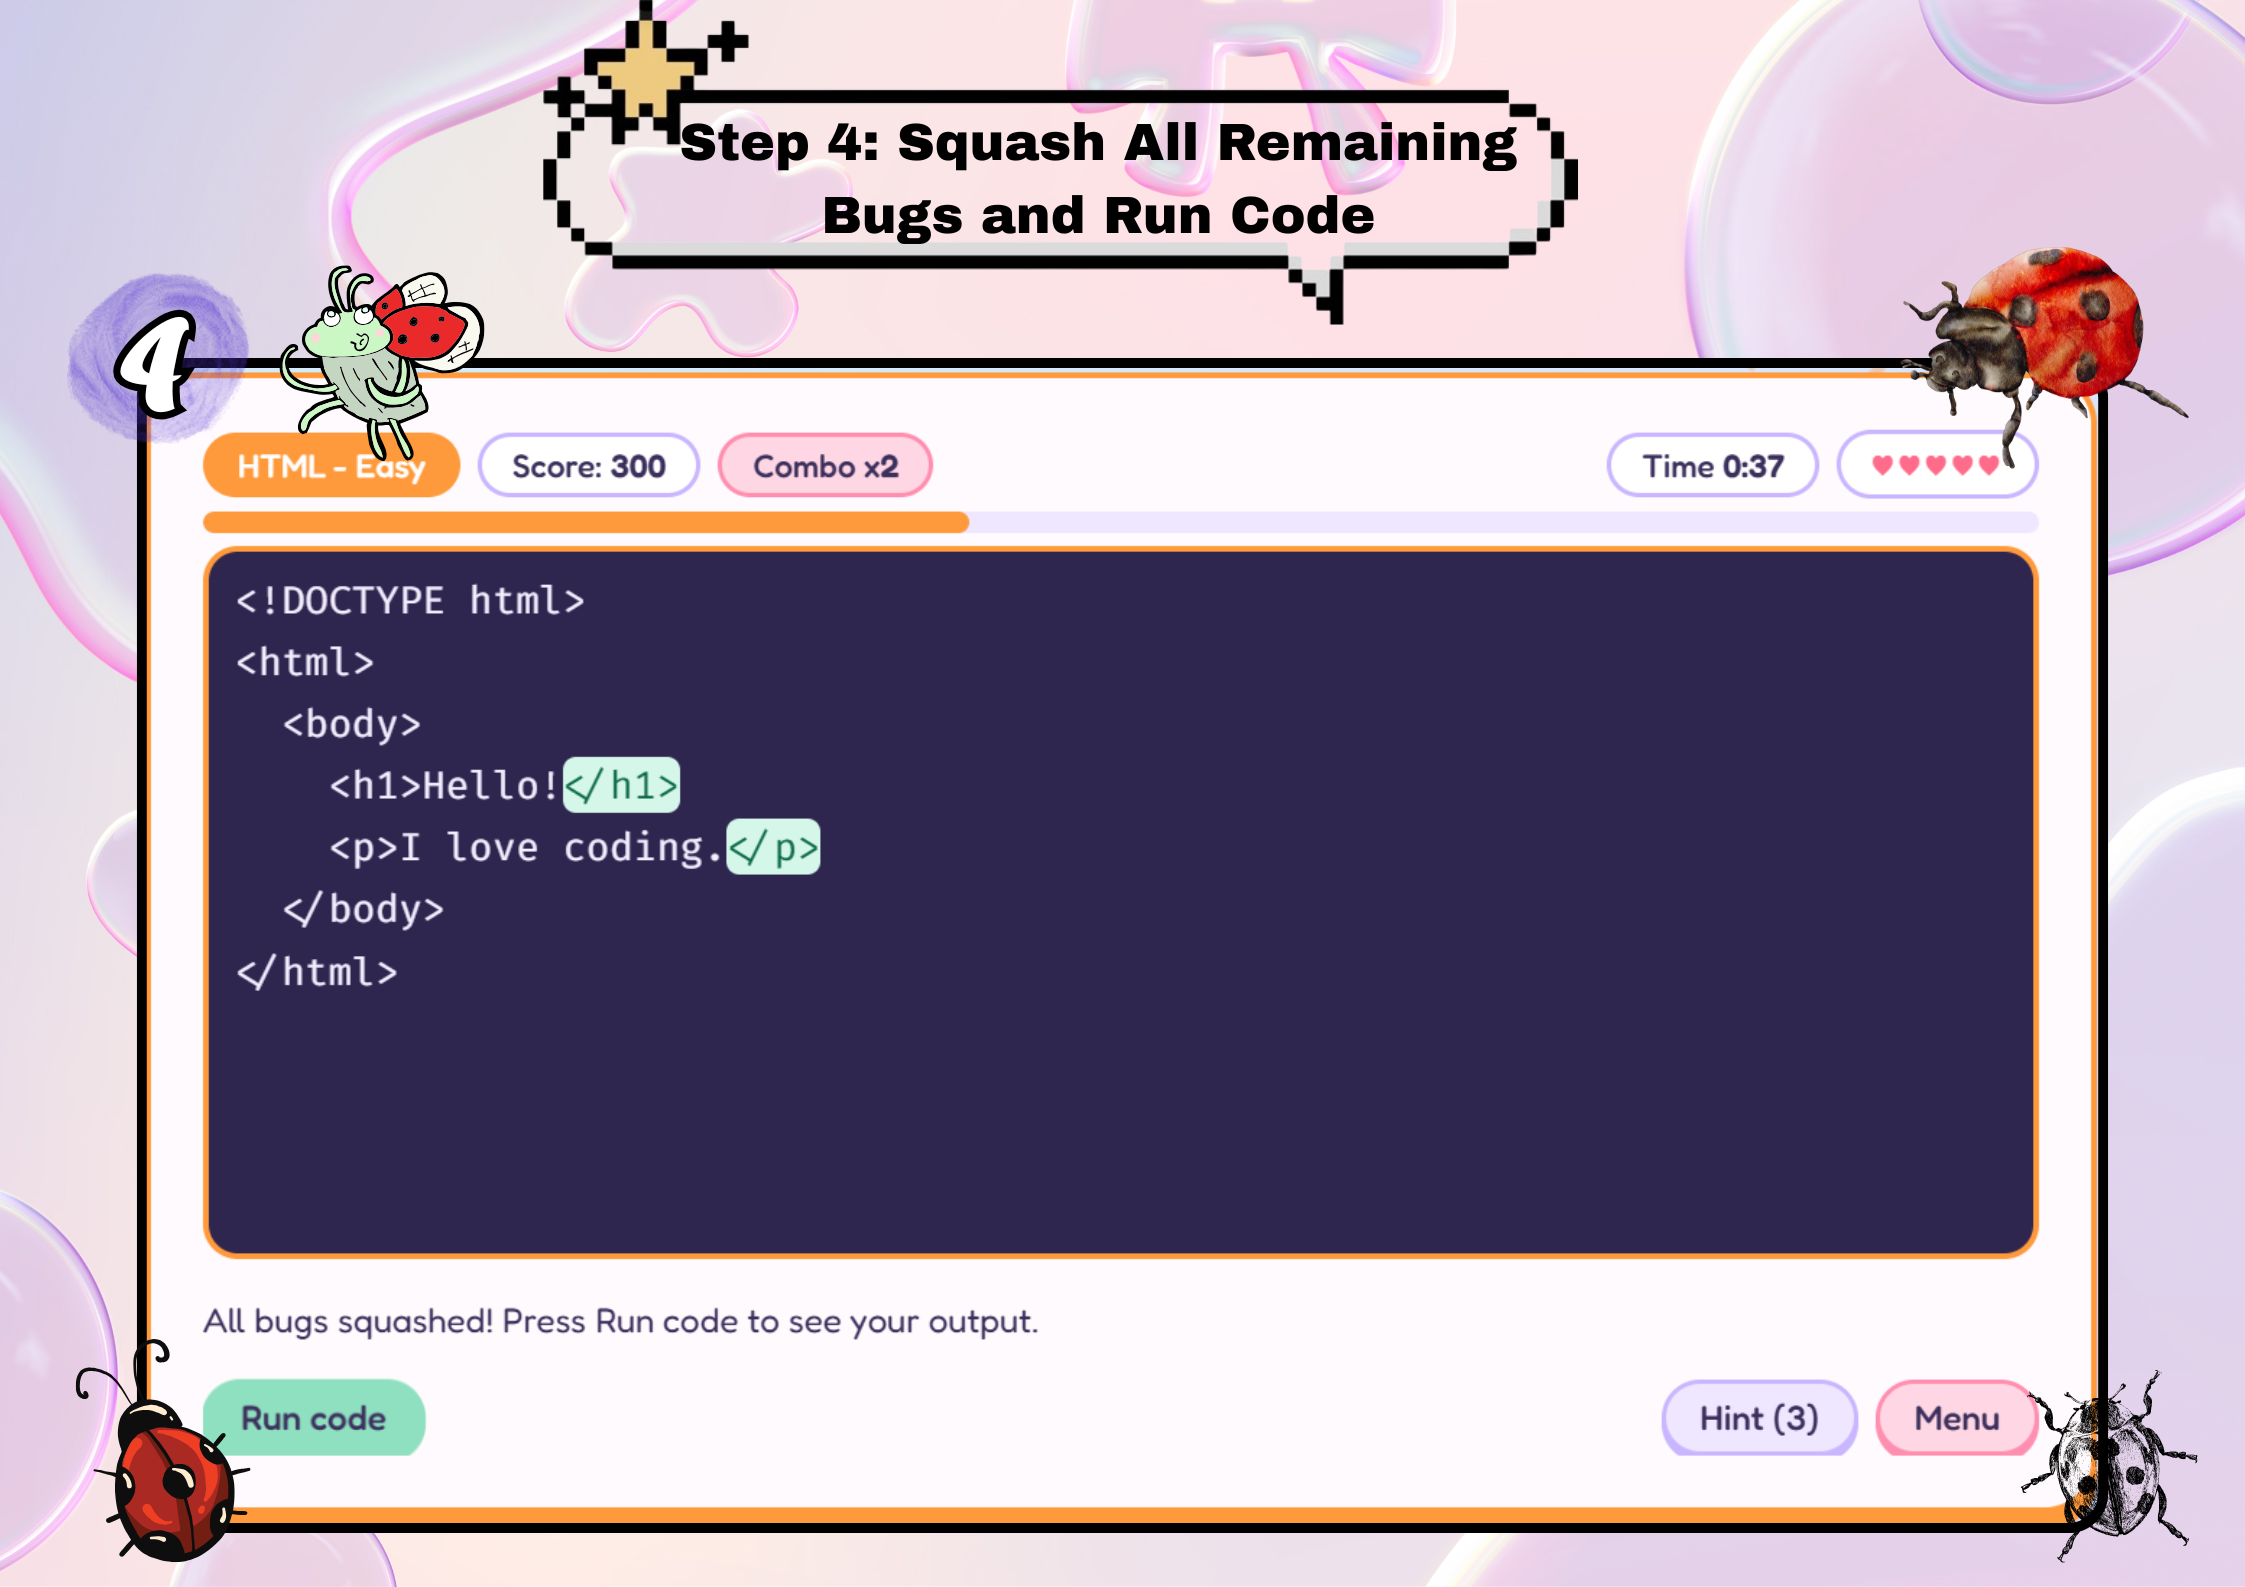 Step 4: Squash All Remaining
Bugs and Run Code
4
HTML - Easy
Score: 300
Combo x2
Time 0:37
♥♥♥♥♥
<!DOCTYPE html>
<html>
  <body>
    <h1>Hello!</h1>
    <p>I love coding.</p>
  </body>
</html>
All bugs squashed! Press Run code to see your output.
Run code
Hint (3)
Menu